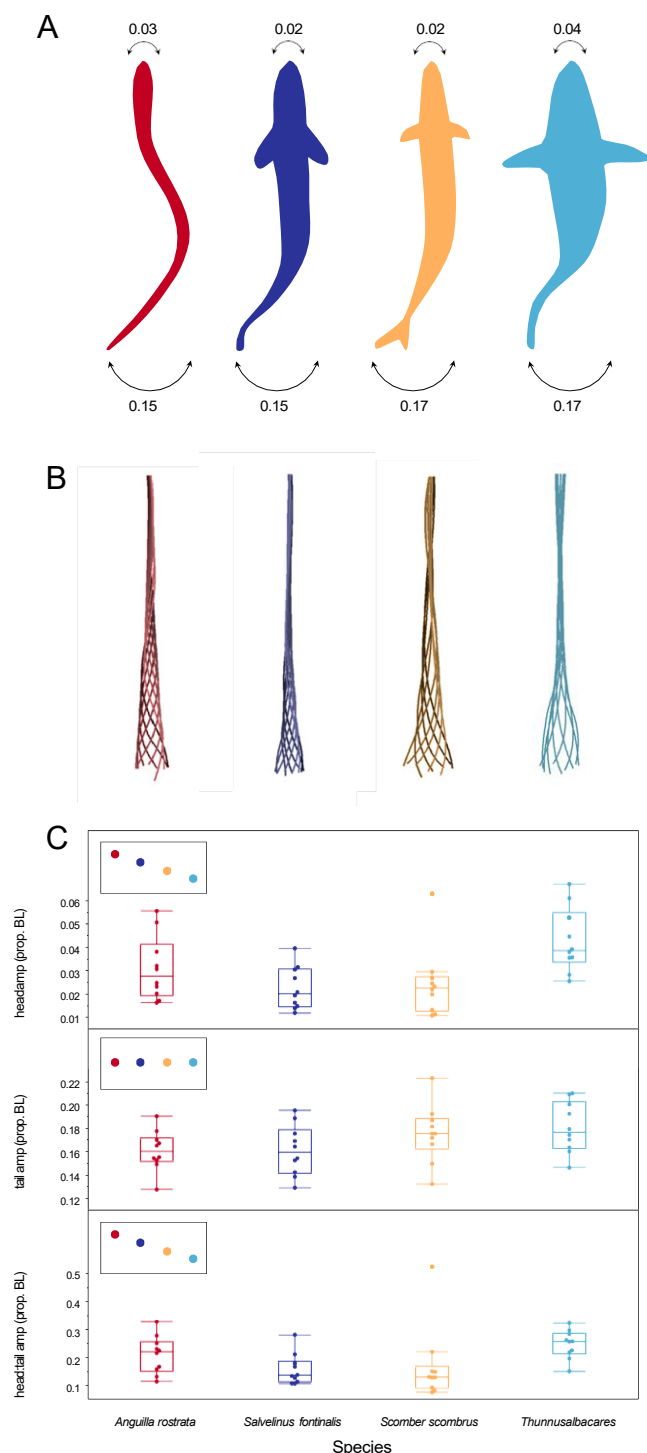 A
0.03
0.02
0.02
0.04
0.15
0.15
0.17
0.17
B
C
headamp (prop. BL)
0.06
0.05
0.04
0.03
0.02
0.01
tail amp (prop. BL)
0.22
0.20
0.18
0.16
0.14
0.12
head:tail amp (prop. BL)
0.5
0.4
0.3
0.2
0.1
Anguilla rostrata
Salvelinus fontinalis
Scomber scombrus
Thunnusalbacares
Species